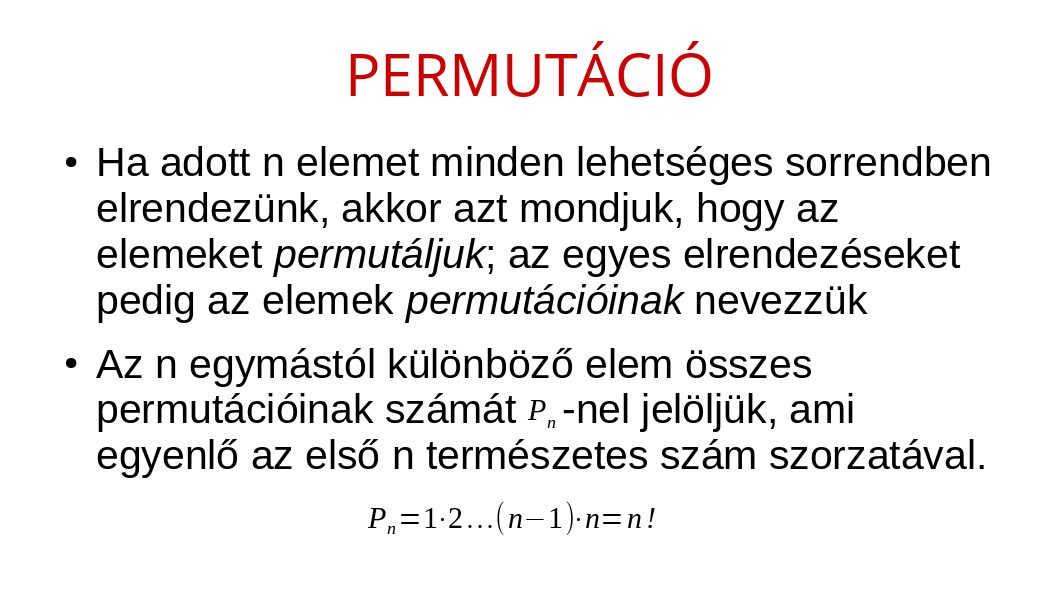 PERMUTÁCIÓ
• Ha adott n elemet minden lehetséges sorrendben
elrendezünk, akkor azt mondjuk, hogy az
elemeket permutáljuk; az egyes elrendezéseket
pedig az elemek permutációinak nevezzük
• Az n egymástól különböző elem összes
permutációinak számát Pₙ -nel jelöljük, ami
egyenlő az első n természetes szám szorzatával.
Pₙ=1·2…(n−1)·n=n!